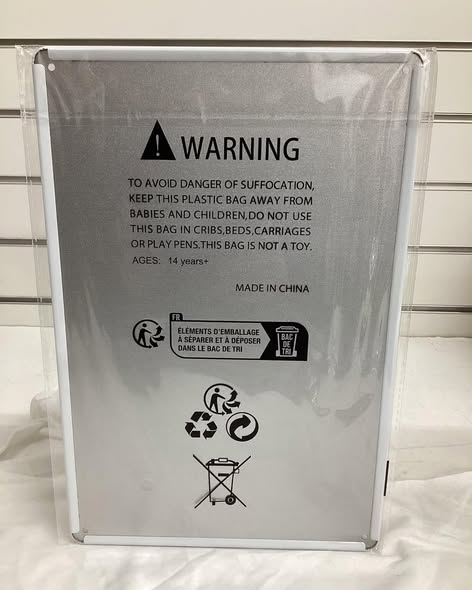 WARNING
TO AVOID DANGER OF SUFFOCATION,
KEEP THIS PLASTIC BAG AWAY FROM
BABIES AND CHILDREN,DO NOT USE
THIS BAG IN CRIBS,BEDS,CARRIAGES
OR PLAY PENS.THIS BAG IS NOT A TOY.
AGES: 14 years+
MADE IN CHINA
FR
ÉLÉMENTS D'EMBALLAGE
À SÉPARER ET À DÉPOSER
DANS LE BAC DE TRI
BAC
DE
TRI